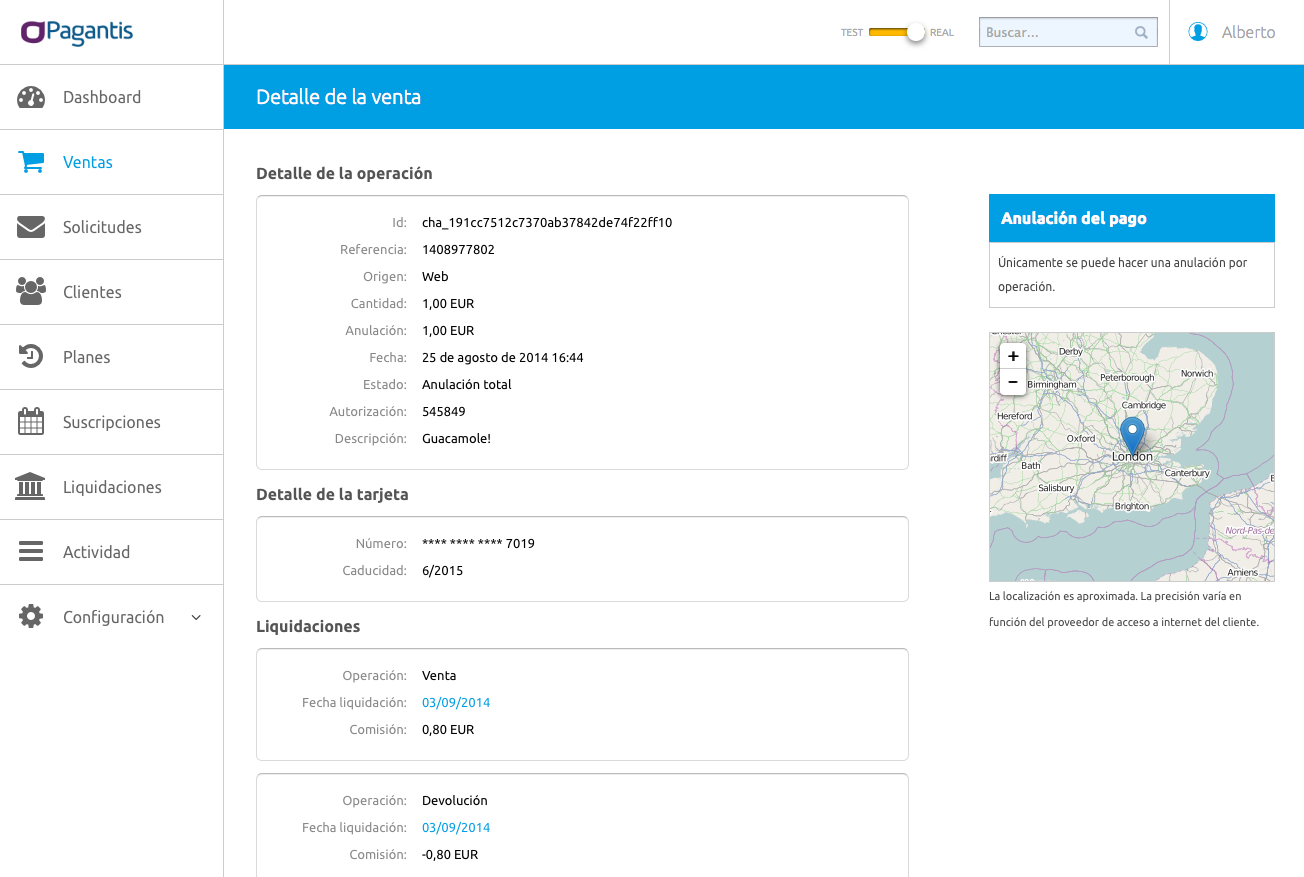 Pagantis
TEST REAL
Buscar...
Alberto
Dashboard
Ventas
Solicitudes
Clientes
Planes
Suscripciones
Liquidaciones
Actividad
Configuración
Detalle de la venta
Detalle de la operación
Id: cha_191cc7512c7370ab37842de74f22ff10
Referencia: 1408977802
Origen: Web
Cantidad: 1,00 EUR
Anulación: 1,00 EUR
Fecha: 25 de agosto de 2014 16:44
Estado: Anulación total
Autorización: 545849
Descripción: Guacamole!
Detalle de la tarjeta
Número: **** **** **** 7019
Caducidad: 6/2015
Liquidaciones
Operación: Venta
Fecha liquidación: 03/09/2014
Comisión: 0,80 EUR
Operación: Devolución
Fecha liquidación: 03/09/2014
Comisión: -0,80 EUR
Anulación del pago
Únicamente se puede hacer una anulación por
operación.
+
−
Derby
Norwich
Peterborough
Birmingham
Cambridge
Hereford
Oxford
London
Bath
Canterbury
Salisbury
Brighton
Nord-Pas-de
Amiens
La localización es aproximada. La precisión varía en
función del proveedor de acceso a internet del cliente.